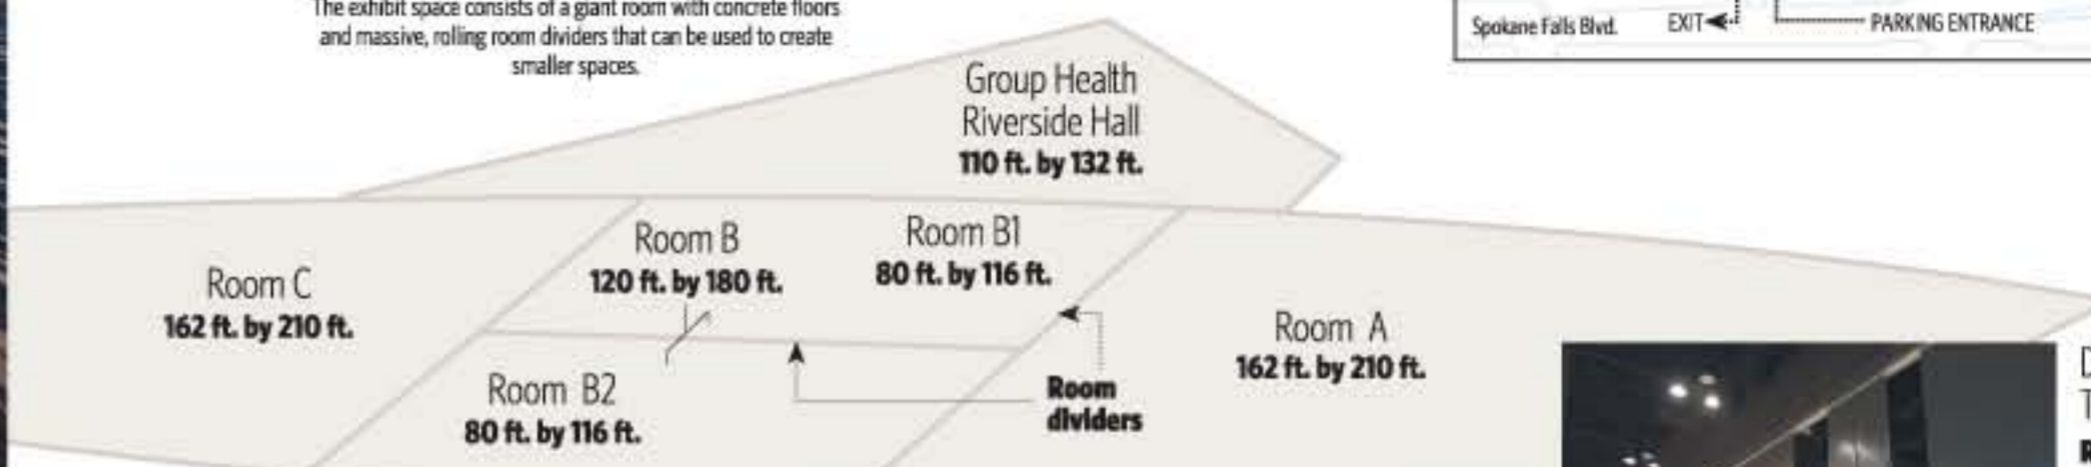 The exhibit space consists of a giant room with concrete floors
and massive, rolling room dividers that can be used to create
smaller spaces.
Spokane Falls Blvd.
EXIT
PARKING ENTRANCE
Group Health
Riverside Hall
110 ft. by 132 ft.
Room C
162 ft. by 210 ft.
Room B
120 ft. by 180 ft.
Room B1
80 ft. by 116 ft.
Room A
162 ft. by 210 ft.
Room B2
80 ft. by 116 ft.
Room
dividers